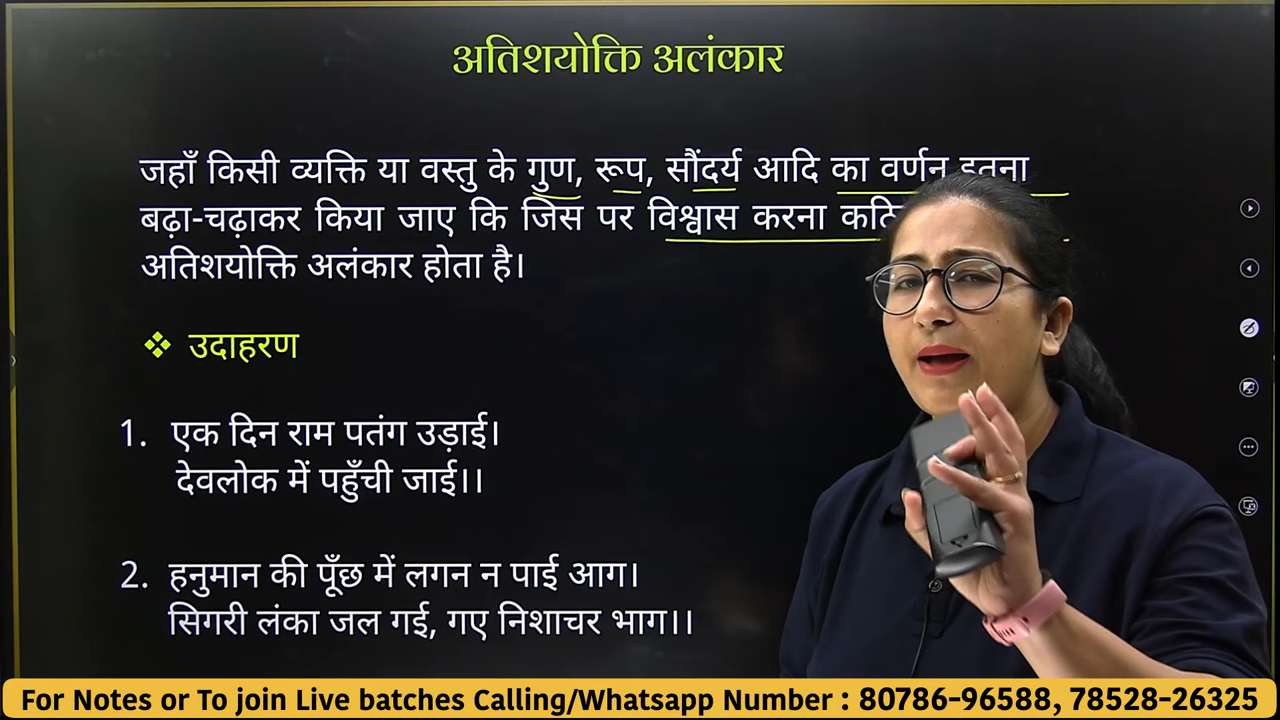 अतिशयोक्ति अलंकार
जहाँ किसी व्यक्ति या वस्तु के गुण, रूप, सौंदर्य आदि का वर्णन इतना
बढ़ा-चढ़ाकर किया जाए कि जिस पर विश्वास करना
अतिशयोक्ति अलंकार होता है।
❖ उदाहरण
1. एक दिन राम पतंग उड़ाई।
देवलोक में पहुँची जाई।।
2. हनुमान की पूँछ में लगन न पाई आग।
सिगरी लंका जल गई, गए निशाचर भाग।।
For Notes or To join Live batches Calling/Whatsapp Number : 80786-96588, 78528-26325